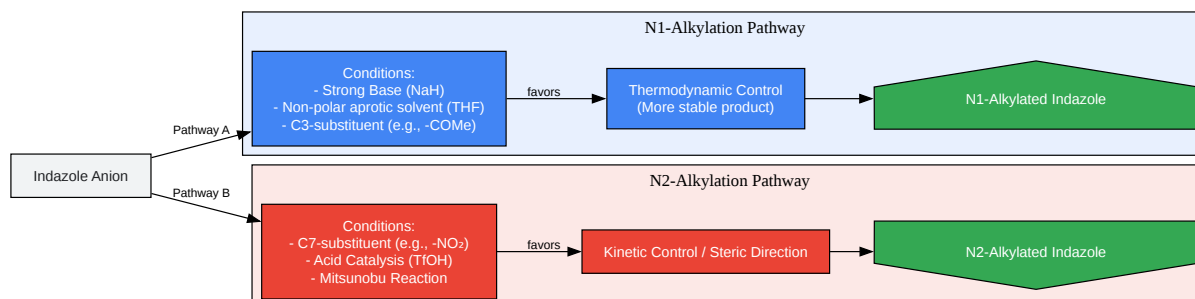 N1-Alkylation Pathway
Conditions:
- Strong Base (NaH)
- Non-polar aprotic solvent (THF)
- C3-substituent (e.g., -COMe)
favors
Thermodynamic Control
(More stable product)
N1-Alkylated Indazole
Pathway A
Indazole Anion
Pathway B
N2-Alkylation Pathway
Conditions:
- C7-substituent (e.g., -NO₂)
- Acid Catalysis (TfOH)
- Mitsunobu Reaction
favors
Kinetic Control / Steric Direction
N2-Alkylated Indazole